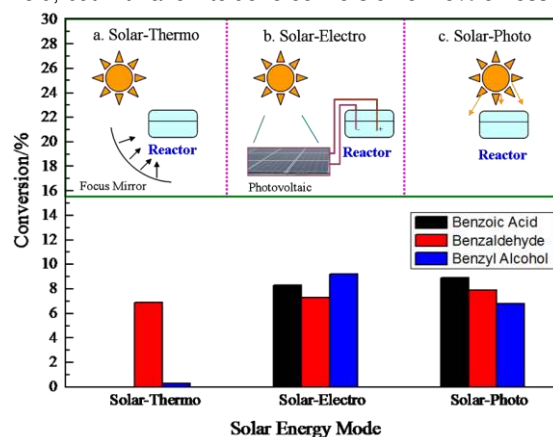 30
28
26
24
22
20
18
16
14
12
10
8
6
4
2
0
Conversion/%
a. Solar-Thermo
b. Solar-Electro
c. Solar-Photo
Reactor
Focus Mirror
- +
Reactor
Photovoltaic
Reactor
Benzoic Acid
Benzaldehyde
Benzyl Alcohol
Solar-Thermo
Solar-Electro
Solar-Photo
Solar Energy Mode